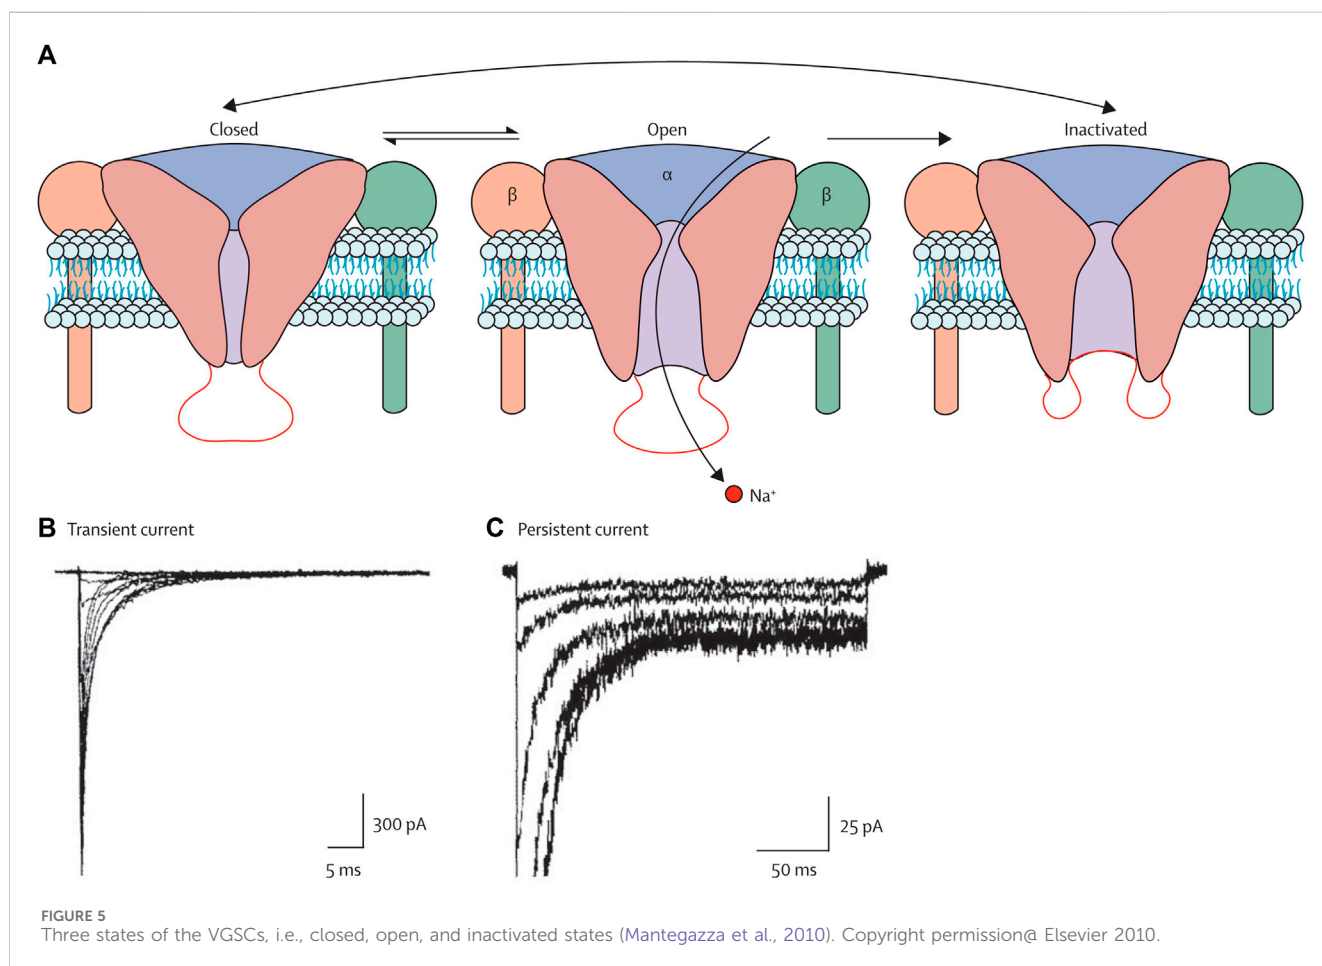 A
Closed
Open
Inactivated
α
β
β
Na⁺
B Transient current
C Persistent current
300 pA
5 ms
25 pA
50 ms
FIGURE 5
Three states of the VGSCs, i.e., closed, open, and inactivated states (Mantegazza et al., 2010). Copyright permission@ Elsevier 2010.